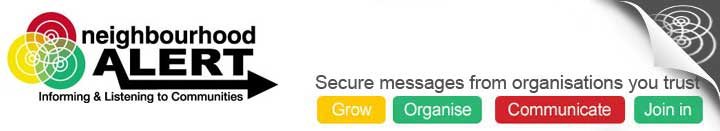 neighbourhood
ALERT
Informing & Listening to Communities
Secure messages from organisations you trust
Grow Organise Communicate Join in